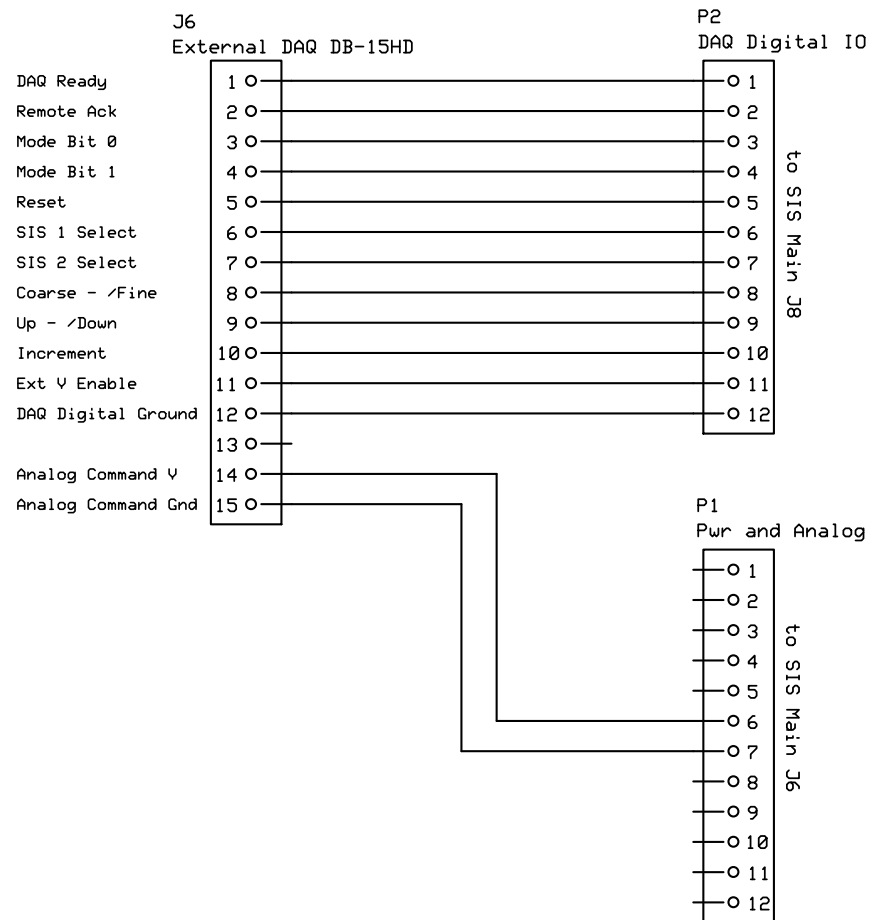 J6
External DAQ DB-15HD
P2
DAQ Digital IO
DAQ Ready 1 1
Remote Ack 2 2
Mode Bit 0 3 3
Mode Bit 1 4 4
Reset 5 5
SIS 1 Select 6 6
SIS 2 Select 7 7
Coarse - /Fine 8 8
Up - /Down 9 9
Increment 10 10
Ext V Enable 11 11
DAQ Digital Ground 12 12
13
Analog Command V 14
Analog Command Gnd 15
to SIS Main J8
P1
Pwr and Analog
1
2
3
4
5
6
7
8
9
10
11
12
to SIS Main J6